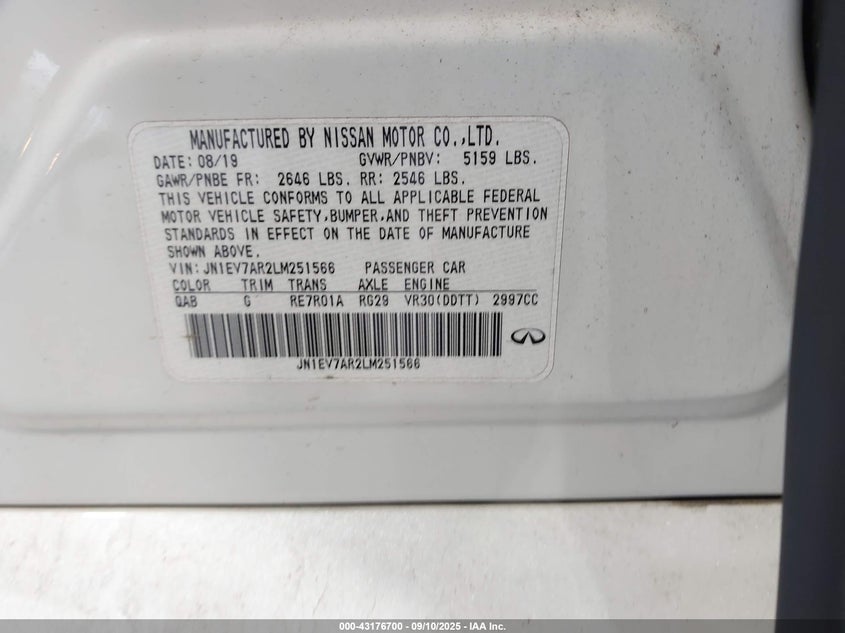 MANUFACTURED BY NISSAN MOTOR CO.,LTD.
DATE: 08/19 GVWR/PNBV: 5159 LBS.
GAWR/PNBE FR: 2646 LBS. RR: 2546 LBS.
THIS VEHICLE CONFORMS TO ALL APPLICABLE FEDERAL
MOTOR VEHICLE SAFETY,BUMPER,AND THEFT PREVENTION
STANDARDS IN EFFECT ON THE DATE OF MANUFACTURE
SHOWN ABOVE.
VIN: JN1EV7AR2LM251566 PASSENGER CAR
COLOR TRIM TRANS AXLE ENGINE
QAB G RE7R01A RG29 VR30(DDTT) 2997CC
JN1EV7AR2LM251566
000-43176700 - 09/10/2025 - IAA Inc.